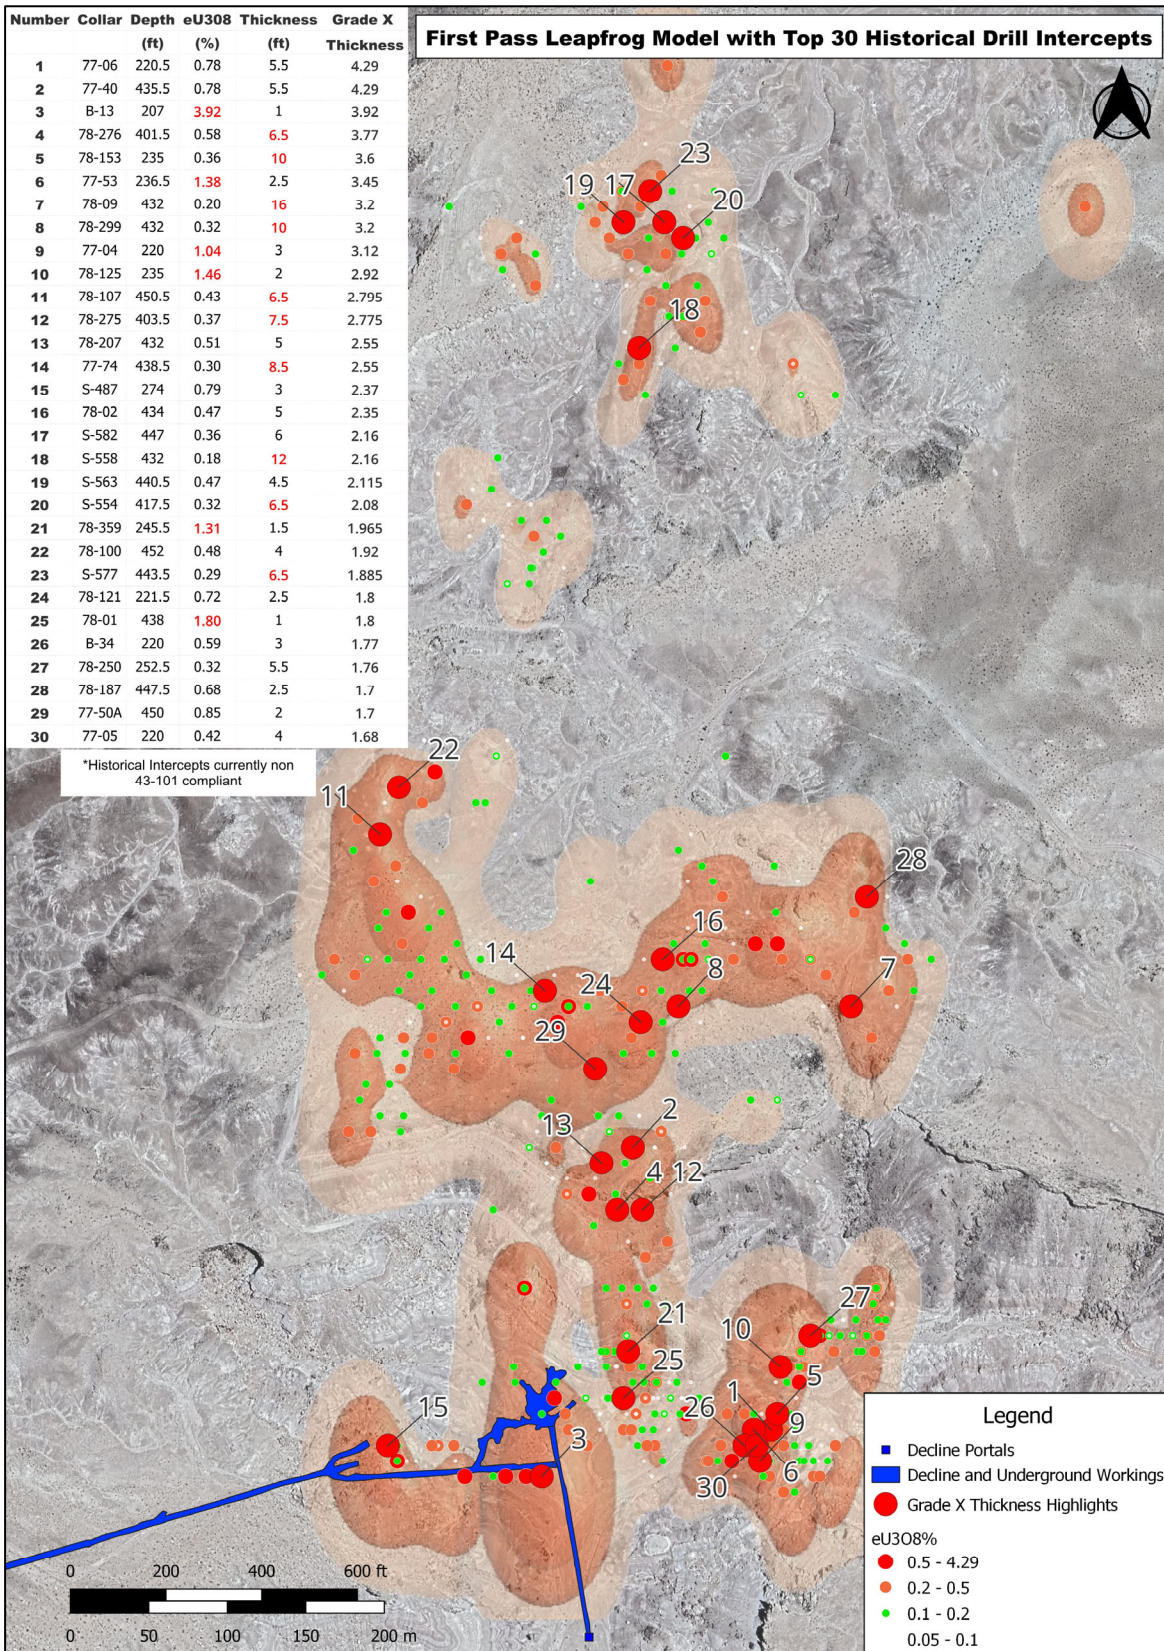 First Pass Leapfrog Model with Top 30 Historical Drill Intercepts
Number Collar Depth eU308 Thickness Grade X
(ft) (%) (ft) Thickness
1 77-06 220.5 0.78 5.5 4.29
2 77-40 435.5 0.78 5.5 4.29
3 B-13 207 3.92 1 3.92
4 78-276 401.5 0.58 6.5 3.77
5 78-153 235 0.36 10 3.6
6 77-53 236.5 1.38 2.5 3.45
7 78-09 432 0.20 16 3.2
8 78-299 432 0.32 10 3.2
9 77-04 220 1.04 3 3.12
10 78-125 235 1.46 2 2.92
11 78-107 450.5 0.43 6.5 2.795
12 78-275 403.5 0.37 7.5 2.775
13 78-207 432 0.51 5 2.55
14 77-74 438.5 0.30 8.5 2.55
15 S-487 274 0.79 3 2.37
16 78-02 434 0.47 5 2.35
17 S-582 447 0.36 6 2.16
18 S-558 432 0.18 12 2.16
19 S-563 440.5 0.47 4.5 2.115
20 S-554 417.5 0.32 6.5 2.08
21 78-359 245.5 1.31 1.5 1.965
22 78-100 452 0.48 4 1.92
23 S-577 443.5 0.29 6.5 1.885
24 78-121 221.5 0.72 2.5 1.8
25 78-01 438 1.80 1 1.8
26 B-34 220 0.59 3 1.77
27 78-250 252.5 0.32 5.5 1.76
28 78-187 447.5 0.68 2.5 1.7
29 77-50A 450 0.85 2 1.7
30 77-05 220 0.42 4 1.68
*Historical Intercepts currently non
43-101 compliant
23
19 17
20
18
22
11
28
16
14
8
7
24
29
2
13
4 12
27
21
10
25
5
1
26
9
15
3
6
30
Legend
Decline Portals
Decline and Underground Workings
Grade X Thickness Highlights
eU3O8%
0.5 - 4.29
0.2 - 0.5
0.1 - 0.2
0.05 - 0.1
0 200 400 600 ft
0 50 100 150 200 m